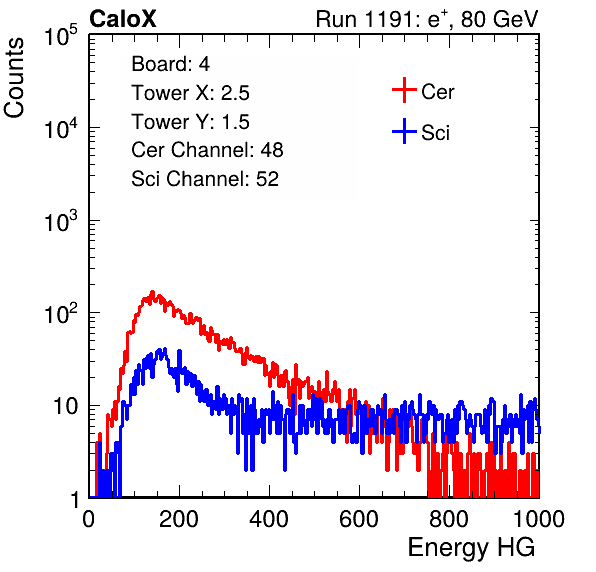 CaloX Run 1191: e⁺, 80 GeV
Counts
10⁵
10⁴
10³
10²
10
1
Board: 4
Tower X: 2.5
Tower Y: 1.5
Cer Channel: 48
Sci Channel: 52
Cer
Sci
0 200 400 600 800 1000
Energy HG